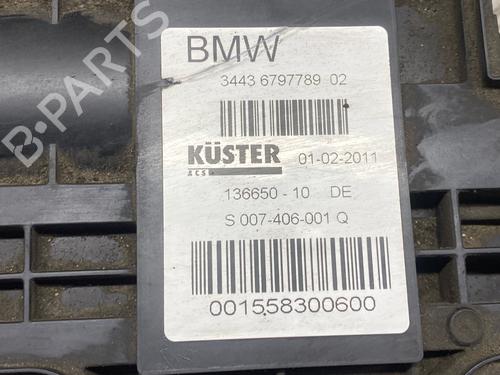 BMW
3443 6797789 02
KÜSTER
ACS
01-02-2011
136650-10 DE
S 007-406-001 Q
001558300600
B-PARTS